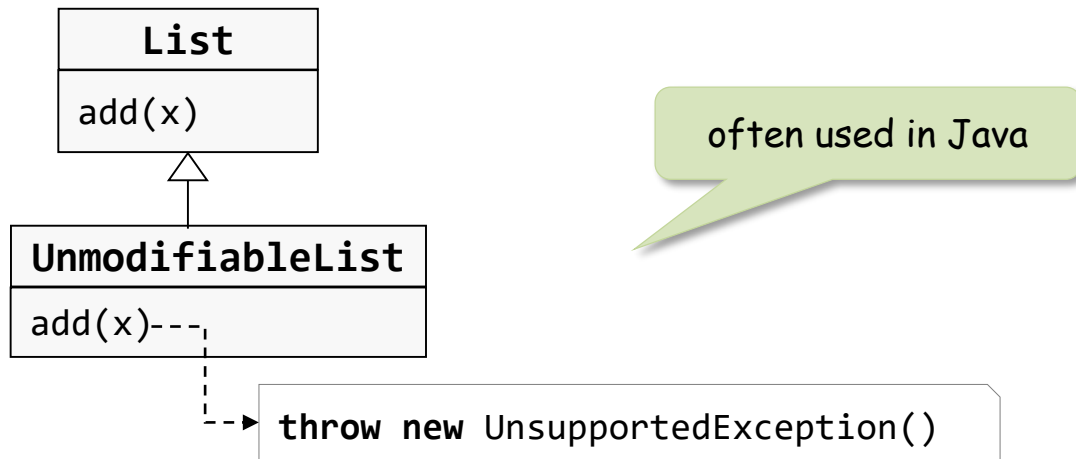 List
add(x)
often used in Java
UnmodifiableList
add(x)
throw new UnsupportedException()